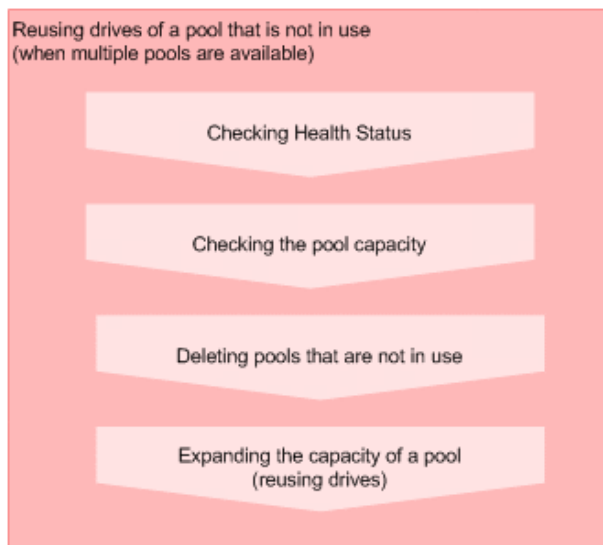 Reusing drives of a pool that is not in use
(when multiple pools are available)
Checking Health Status
Checking the pool capacity
Deleting pools that are not in use
Expanding the capacity of a pool
(reusing drives)